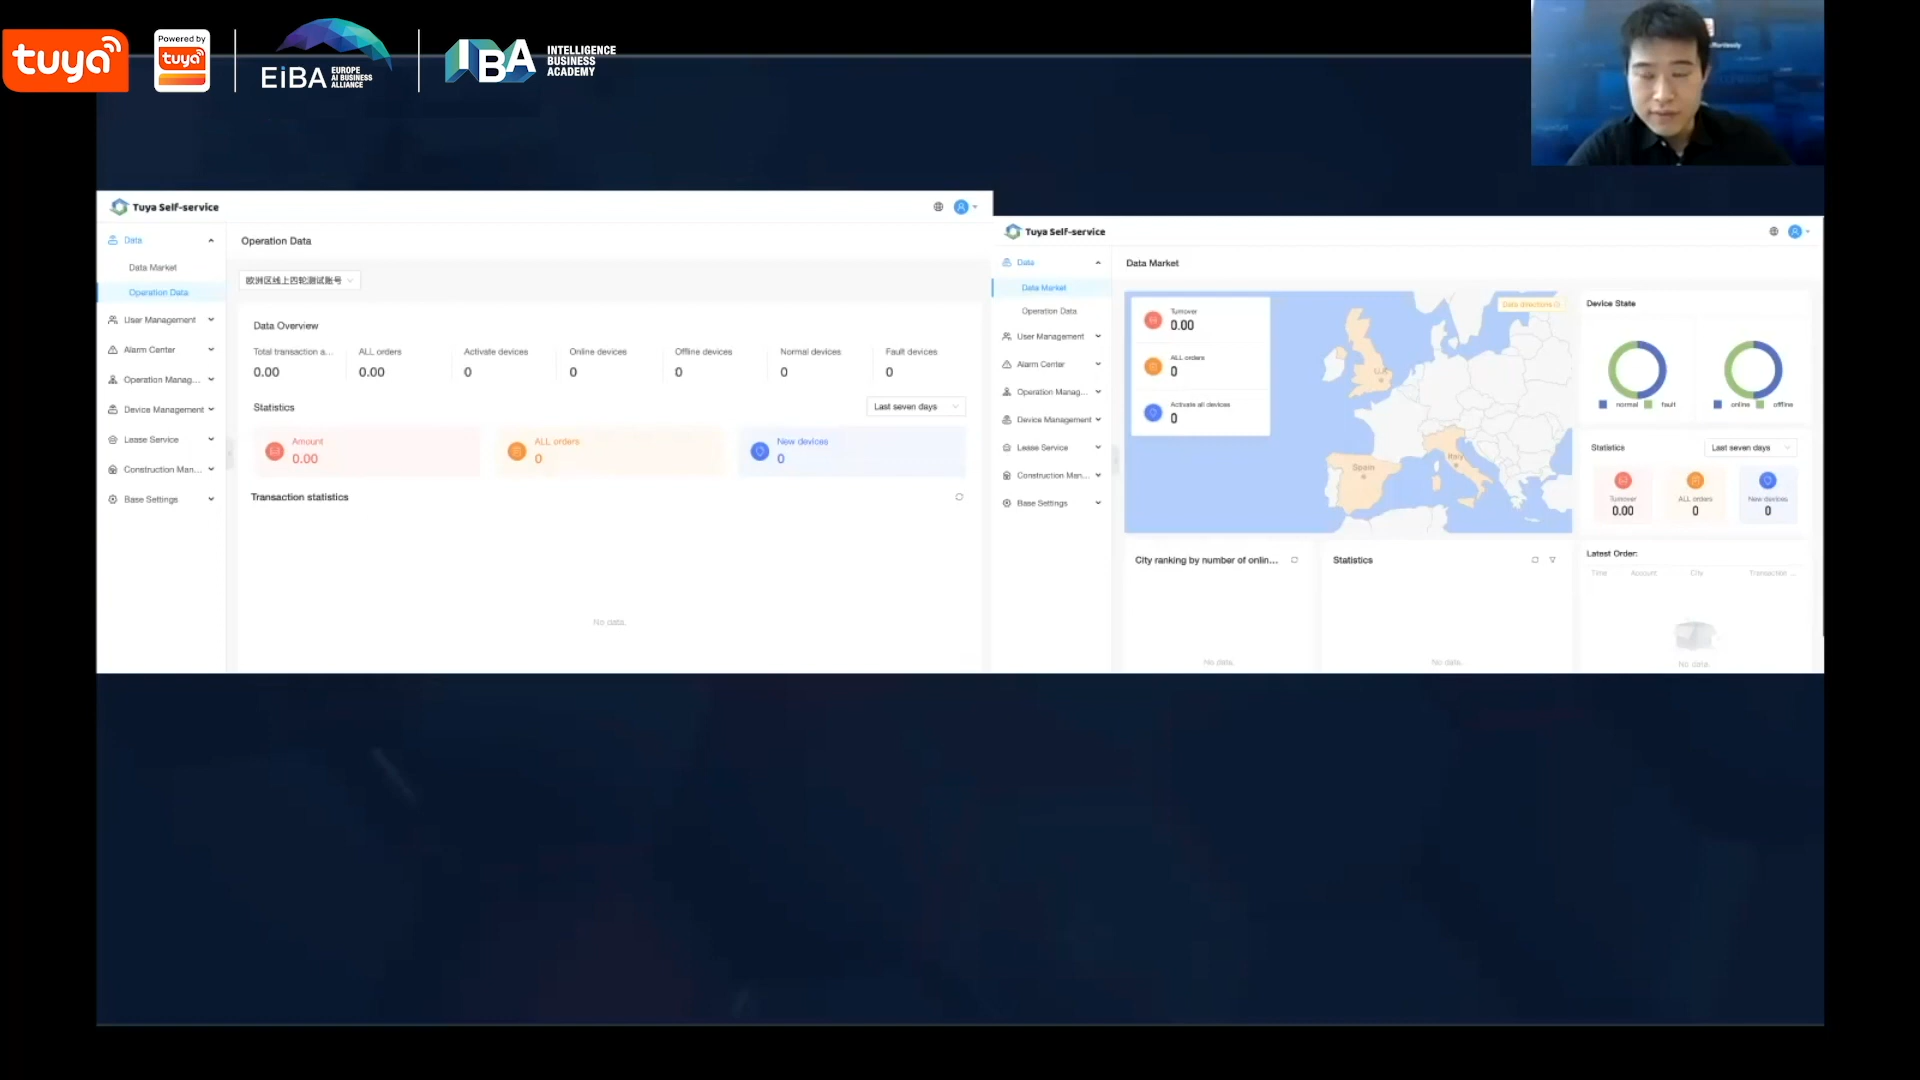 tuya
Powered by
tuya
EiBA EUROPE AI BUSINESS ALLIANCE
IBA INTELLIGENCE BUSINESS ACADEMY
Tuya Self-service
Data
Data Market
Operation Data
User Management
Alarm Center
Operation Manag...
Device Management
Lease Service
Construction Man...
Base Settings
Operation Data
欧洲区线上四轮测试账号
Data Overview
Total transaction a... ALL orders Activate devices Online devices Offline devices Normal devices Fault devices
0.00 0.00 0 0 0 0 0
Statistics
Last seven days
Amount ALL orders New devices
0.00 0 0
Transaction statistics
No data.
Tuya Self-service
Data
Data Market
Operation Data
User Management
Alarm Center
Operation Manag...
Device Management
Lease Service
Construction Man...
Base Settings
Data Market
Turnover
0.00
ALL orders
0
Activate all devices
0
U.K.
Spain
Italy
Data directions
Device State
normal fault
online offline
Statistics
Last seven days
Turnover ALL orders New devices
0.00 0 0
City ranking by number of onlin...
No data.
Statistics
No data.
Latest Order:
Time Account City Transaction ...
No data